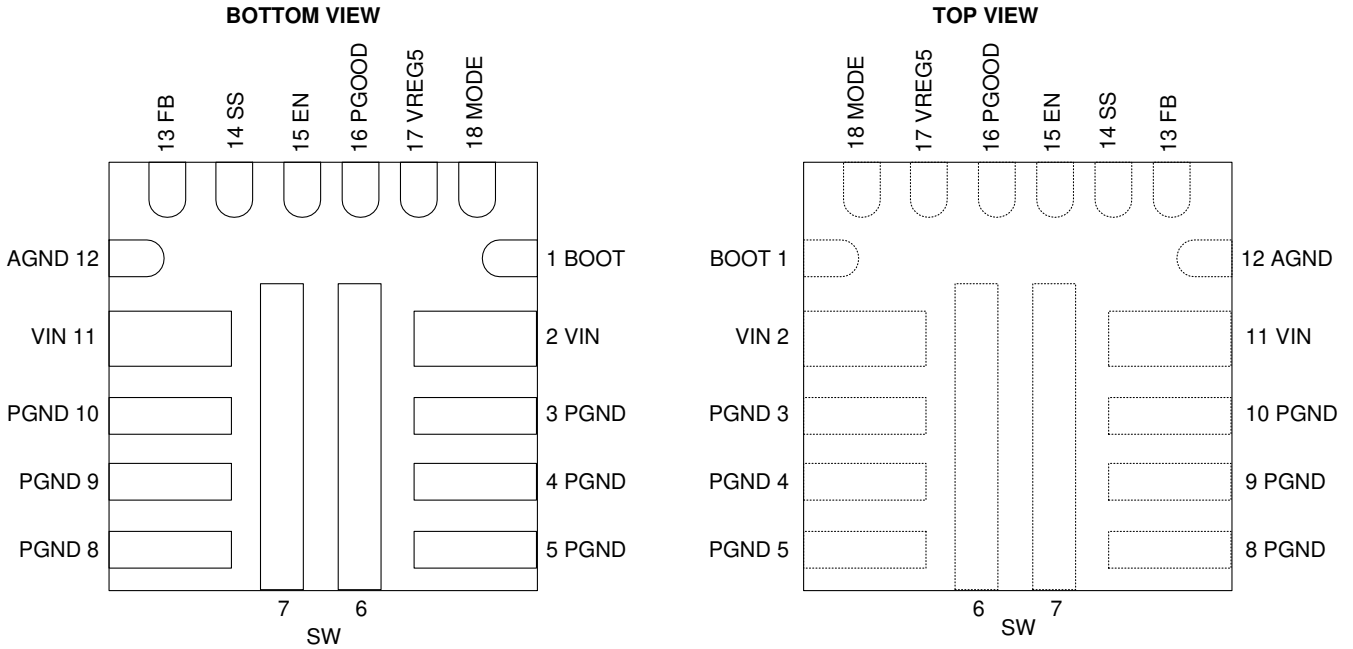 BOTTOM VIEW
13 FB
14 SS
15 EN
16 PGOOD
17 VREG5
18 MODE
AGND 12
1 BOOT
VIN 11
2 VIN
PGND 10
3 PGND
PGND 9
4 PGND
PGND 8
5 PGND
7
6
SW
TOP VIEW
18 MODE
17 VREG5
16 PGOOD
15 EN
14 SS
13 FB
BOOT 1
12 AGND
VIN 2
11 VIN
PGND 3
10 PGND
PGND 4
9 PGND
PGND 5
8 PGND
6
7
SW